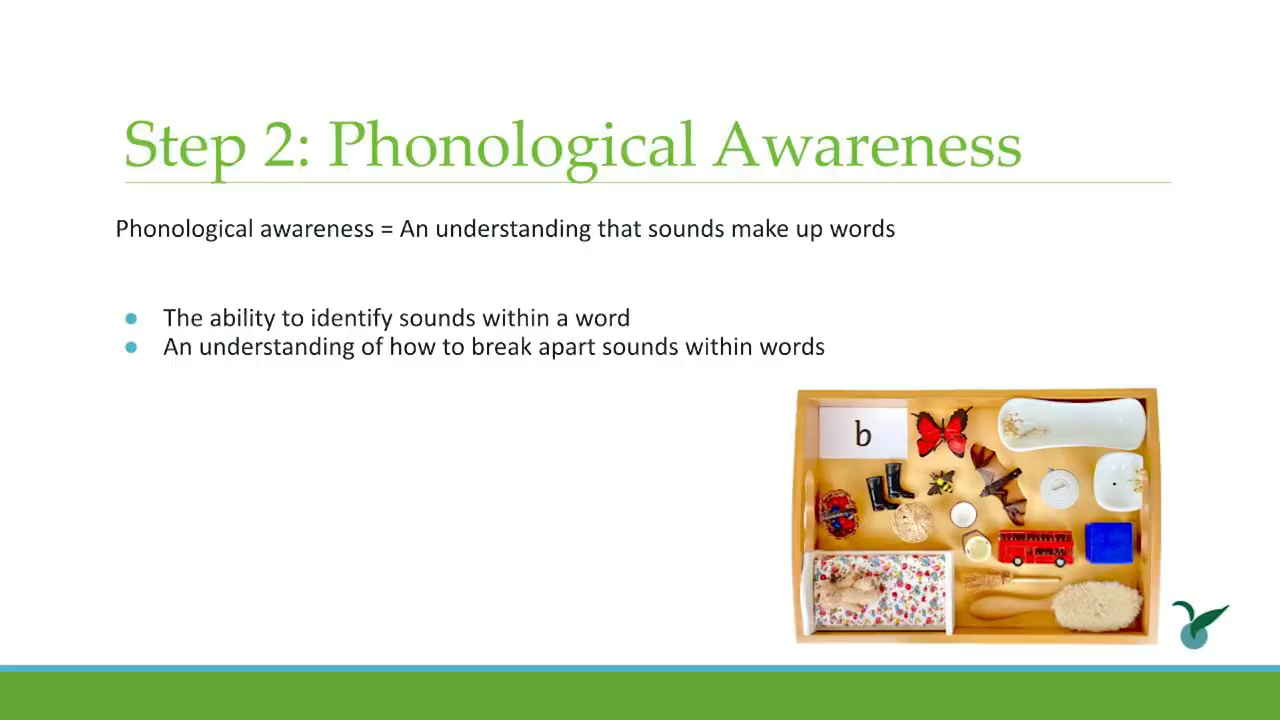 Step 2: Phonological Awareness
Phonological awareness = An understanding that sounds make up words
● The ability to identify sounds within a word
● An understanding of how to break apart sounds within words
b